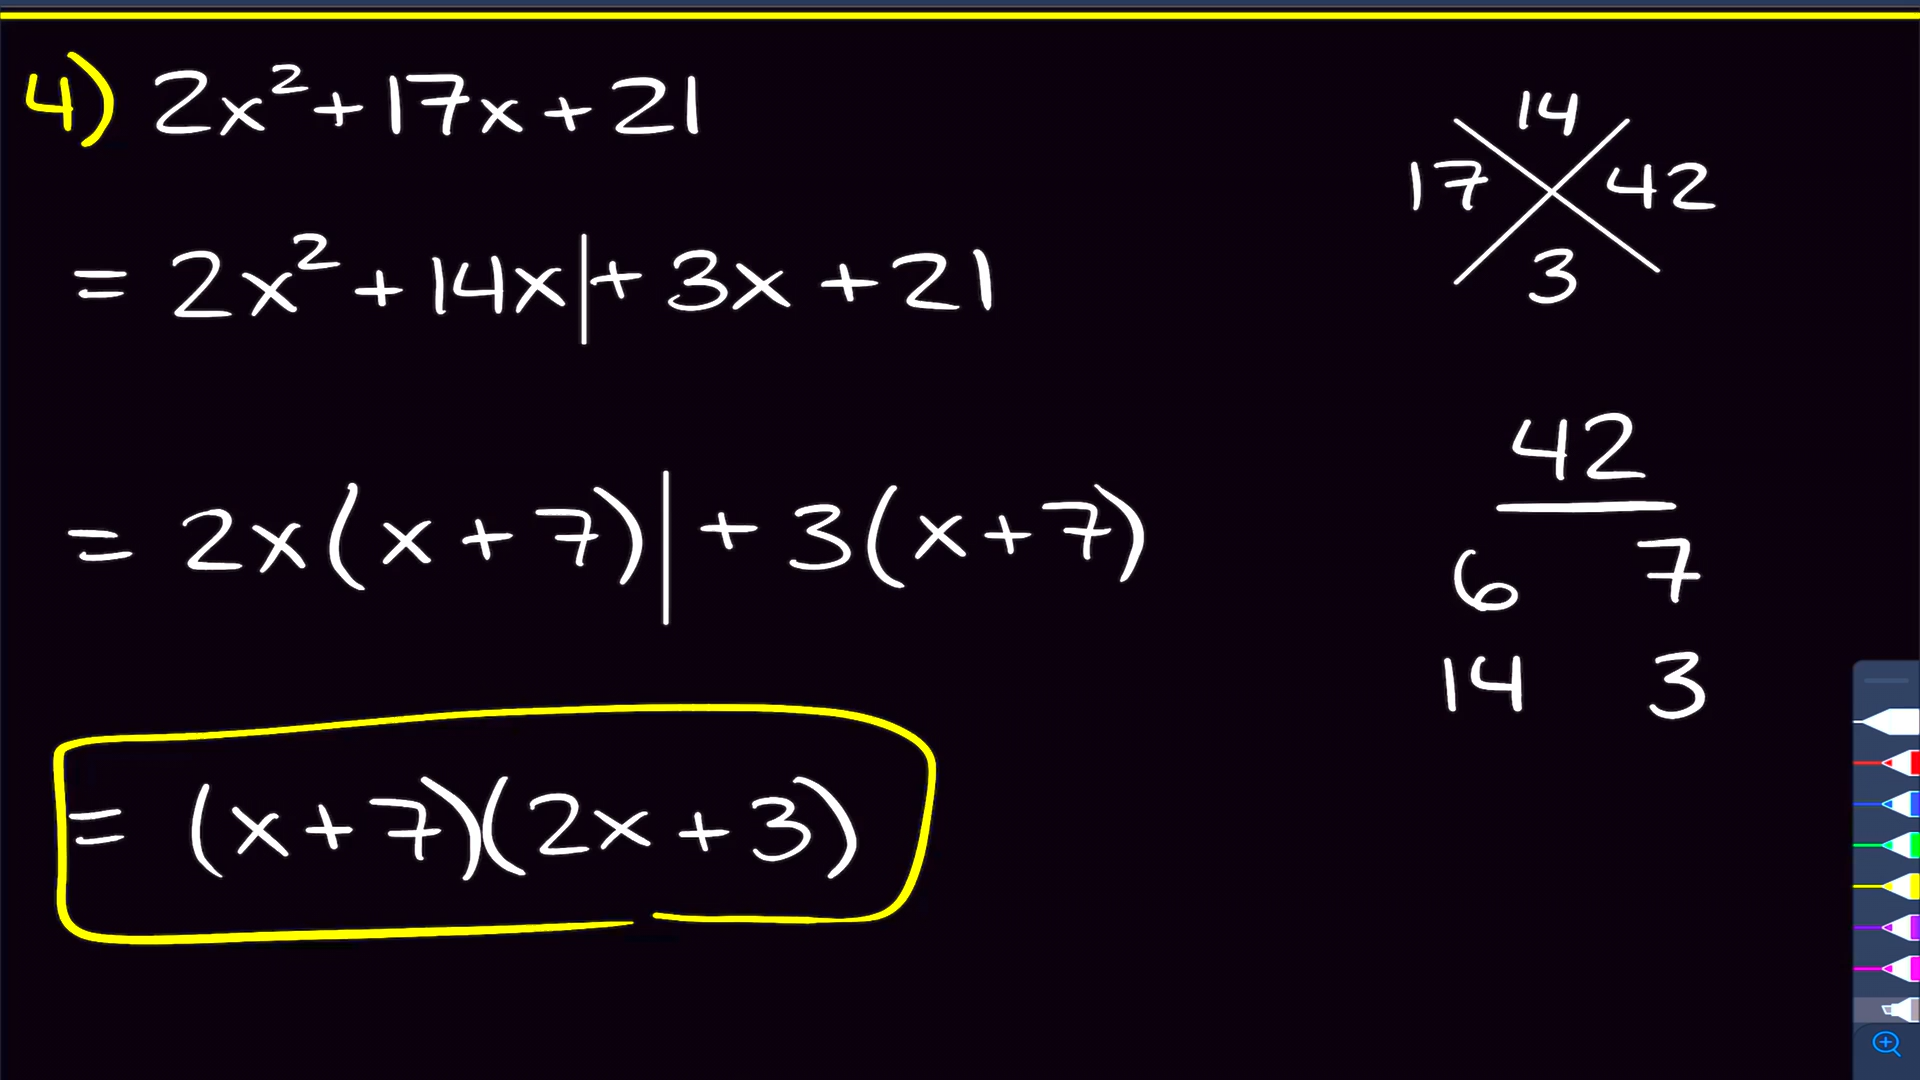 4) 2x²+17x+21
= 2x²+14x|+3x+21
= 2x(x+7)|+3(x+7)
= (x+7)(2x+3)
14
17 42
3
42
6 7
14 3